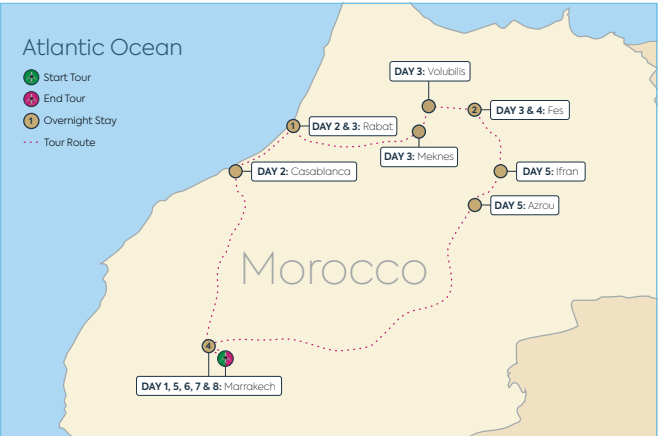 Atlantic Ocean
Start Tour
End Tour
1 Overnight Stay
Tour Route
DAY 3: Volubilis
2 DAY 3 & 4: Fes
1 DAY 2 & 3: Rabat
DAY 3: Meknes
DAY 2: Casablanca
DAY 5: Ifran
DAY 5: Azrou
Morocco
4
DAY 1, 5, 6, 7 & 8: Marrakech